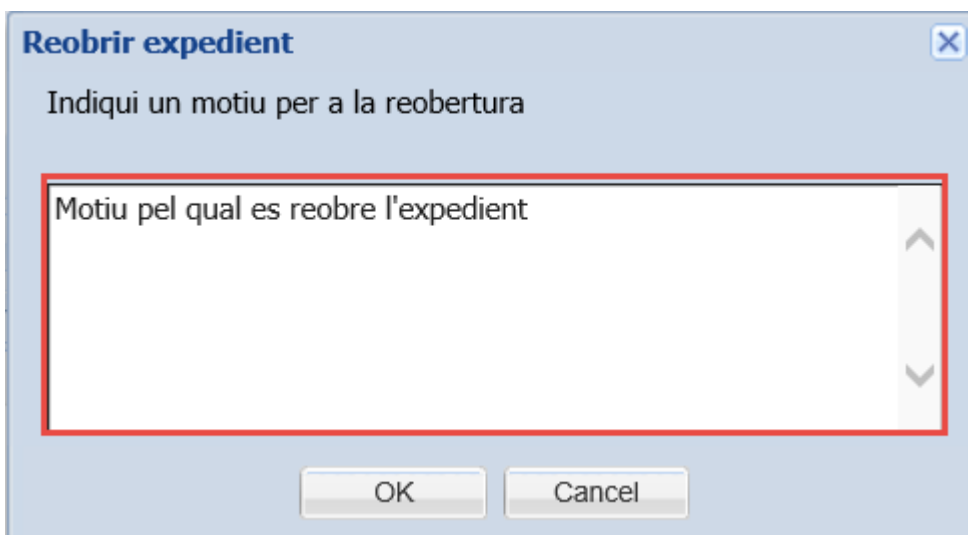 Reobrir expedient
Indiqui un motiu per a la reobertura
Motiu pel qual es reobre l'expedient
OK
Cancel